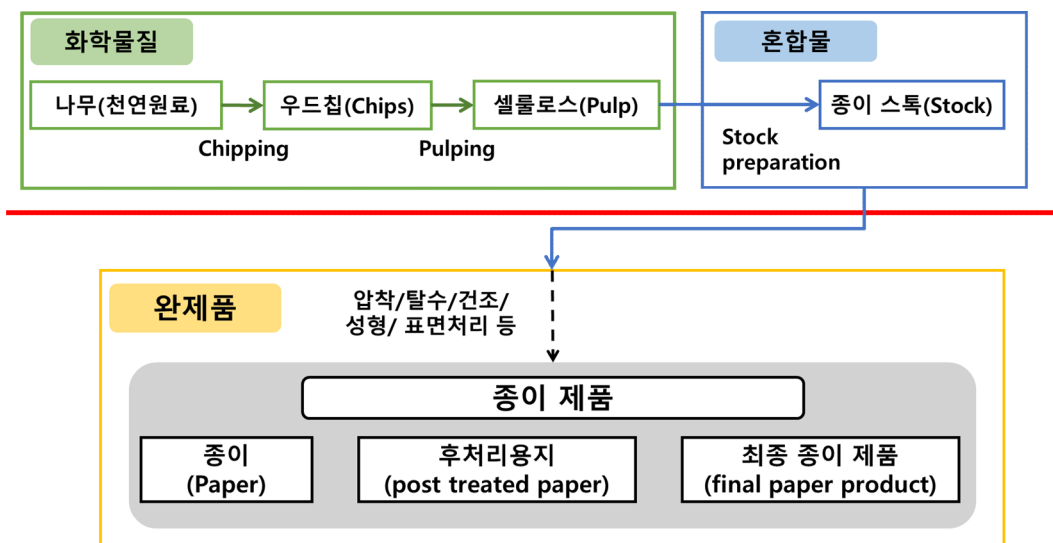 화학물질
혼합물
나무(천연원료)
우드칩(Chips)
셀룰로스(Pulp)
종이 스톡(Stock)
Chipping
Pulping
Stock
preparation
완제품
압착/탈수/건조/
성형/ 표면처리 등
종이 제품
종이
(Paper)
후처리용지
(post treated paper)
최종 종이 제품
(final paper product)